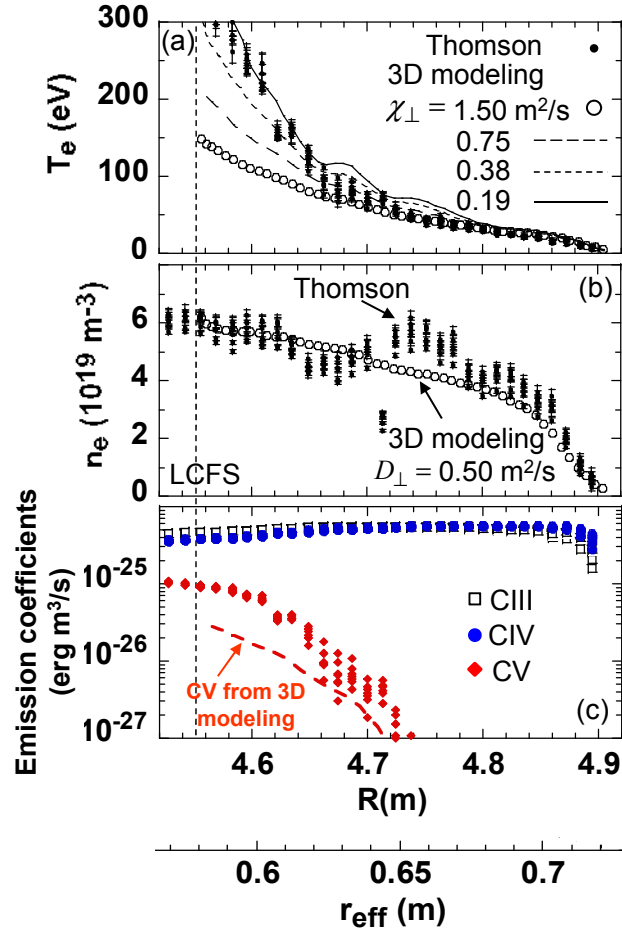 (a)
300
200
100
0
T_e (eV)
Thomson
3D modeling
χ⊥ = 1.50 m²/s
0.75
0.38
0.19
(b)
6
4
2
0
n_e (10¹⁹ m⁻³)
Thomson
3D modeling
D⊥ = 0.50 m²/s
LCFS
Emission coefficients
(erg m³/s)
10⁻²⁵
10⁻²⁶
10⁻²⁷
CIII
CIV
CV
CV from 3D
modeling
(c)
4.6 4.7 4.8 4.9
R(m)
0.6 0.65 0.7
r_eff (m)